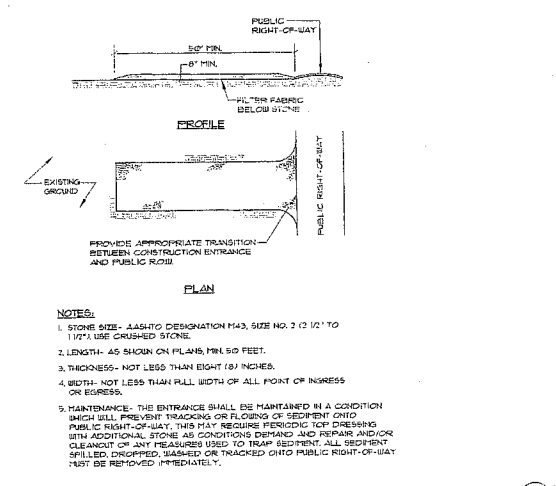 PUBLIC
RIGHT-OF-WAY
50' MIN.
8" MIN.
FILTER FABRIC
BELOW STONE
PROFILE
EXISTING
GROUND
PUBLIC RIGHT-OF-WAY
PROVIDE APPROPRIATE TRANSITION
BETWEEN CONSTRUCTION ENTRANCE
AND PUBLIC R.O.W.
PLAN
NOTES:
1. STONE SIZE- AASHTO DESIGNATION M43, SIZE NO. 2 (2 1/2" TO
1 1/2"). USE CRUSHED STONE.
2. LENGTH- AS SHOWN ON PLANS, MIN. 50 FEET.
3. THICKNESS- NOT LESS THAN EIGHT (8) INCHES.
4. WIDTH- NOT LESS THAN FULL WIDTH OF ALL POINT OF INGRESS
OR EGRESS.
5. MAINTENANCE- THE ENTRANCE SHALL BE MAINTAINED IN A CONDITION
WHICH WILL PREVENT TRACKING OR FLOWING OF SEDIMENT ONTO
PUBLIC RIGHT-OF-WAY. THIS MAY REQUIRE PERIODIC TOP DRESSING
WITH ADDITIONAL STONE AS CONDITIONS DEMAND AND REPAIR AND/OR
CLEANOUT OF ANY MEASURES USED TO TRAP SEDIMENT. ALL SEDIMENT
SPILLED, DROPPED, WASHED OR TRACKED ONTO PUBLIC RIGHT-OF-WAY
MUST BE REMOVED IMMEDIATELY.